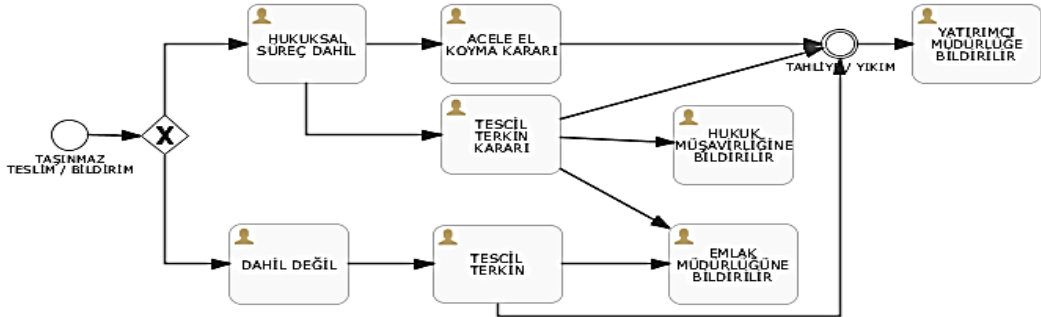 HUKUKSAL
SÜREÇ DAHİL
ACELE EL
KOYMA KARARI
TAHLİYE / YIKIM
YATIRIMCI
MÜDÜRLÜĞE
BİLDİRİLİR
X
TAŞINMAZ
TESLİM / BİLDİRİM
TESCİL
TERKİN
KARARI
HUKUK
MÜŞAVİRLİĞİNE
BİLDİRİLİR
DAHİL DEĞİL
TESCİL
TERKİN
EMLAK
MÜDÜRLÜĞÜNE
BİLDİRİLİR